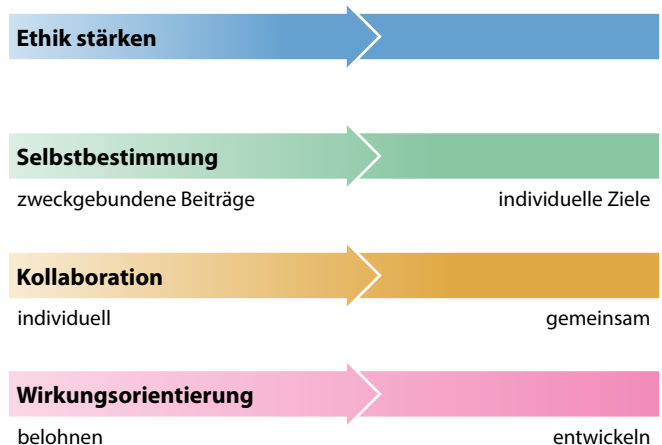 Ethik stärken
Selbstbestimmung
zweckgebundene Beiträge individuelle Ziele
Kollaboration
individuell gemeinsam
Wirkungsorientierung
belohnen entwickeln